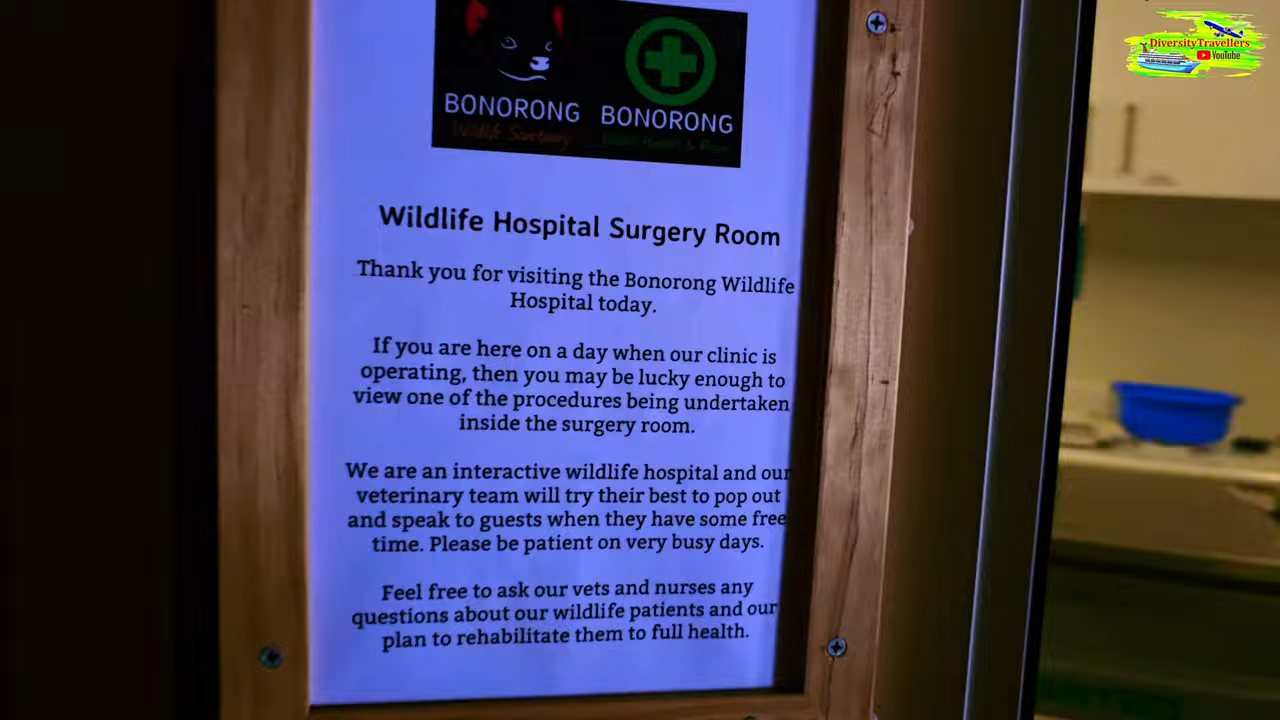 DiversityTravellers
YouTube
BONORONG BONORONG
Wildlife Sanctuary
Wildlife Hospital Surgery Room
Thank you for visiting the Bonorong Wildlife
Hospital today.
If you are here on a day when our clinic is
operating, then you may be lucky enough to
view one of the procedures being undertaken
inside the surgery room.
We are an interactive wildlife hospital and our
veterinary team will try their best to pop out
and speak to guests when they have some free
time. Please be patient on very busy days.
Feel free to ask our vets and nurses any
questions about our wildlife patients and our
plan to rehabilitate them to full health.